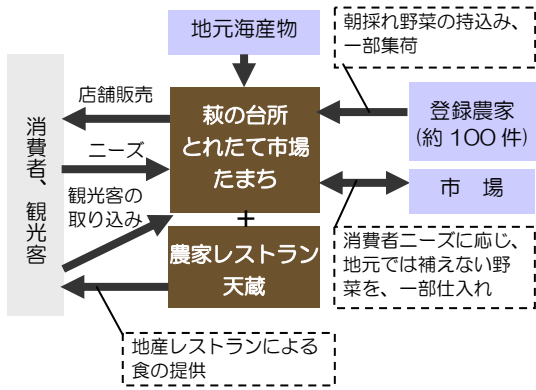 地元海産物
朝採れ野菜の持込み、
一部集荷
消費者、観光客
店舗販売
ニーズ
観光客の
取り込み
萩の台所
とれたて市場
たまち
+
農家レストラン
天蔵
登録農家
(約 100 件)
市 場
消費者ニーズに応じ、
地元では補えない野
菜を、一部仕入れ
地産レストランによる
食の提供